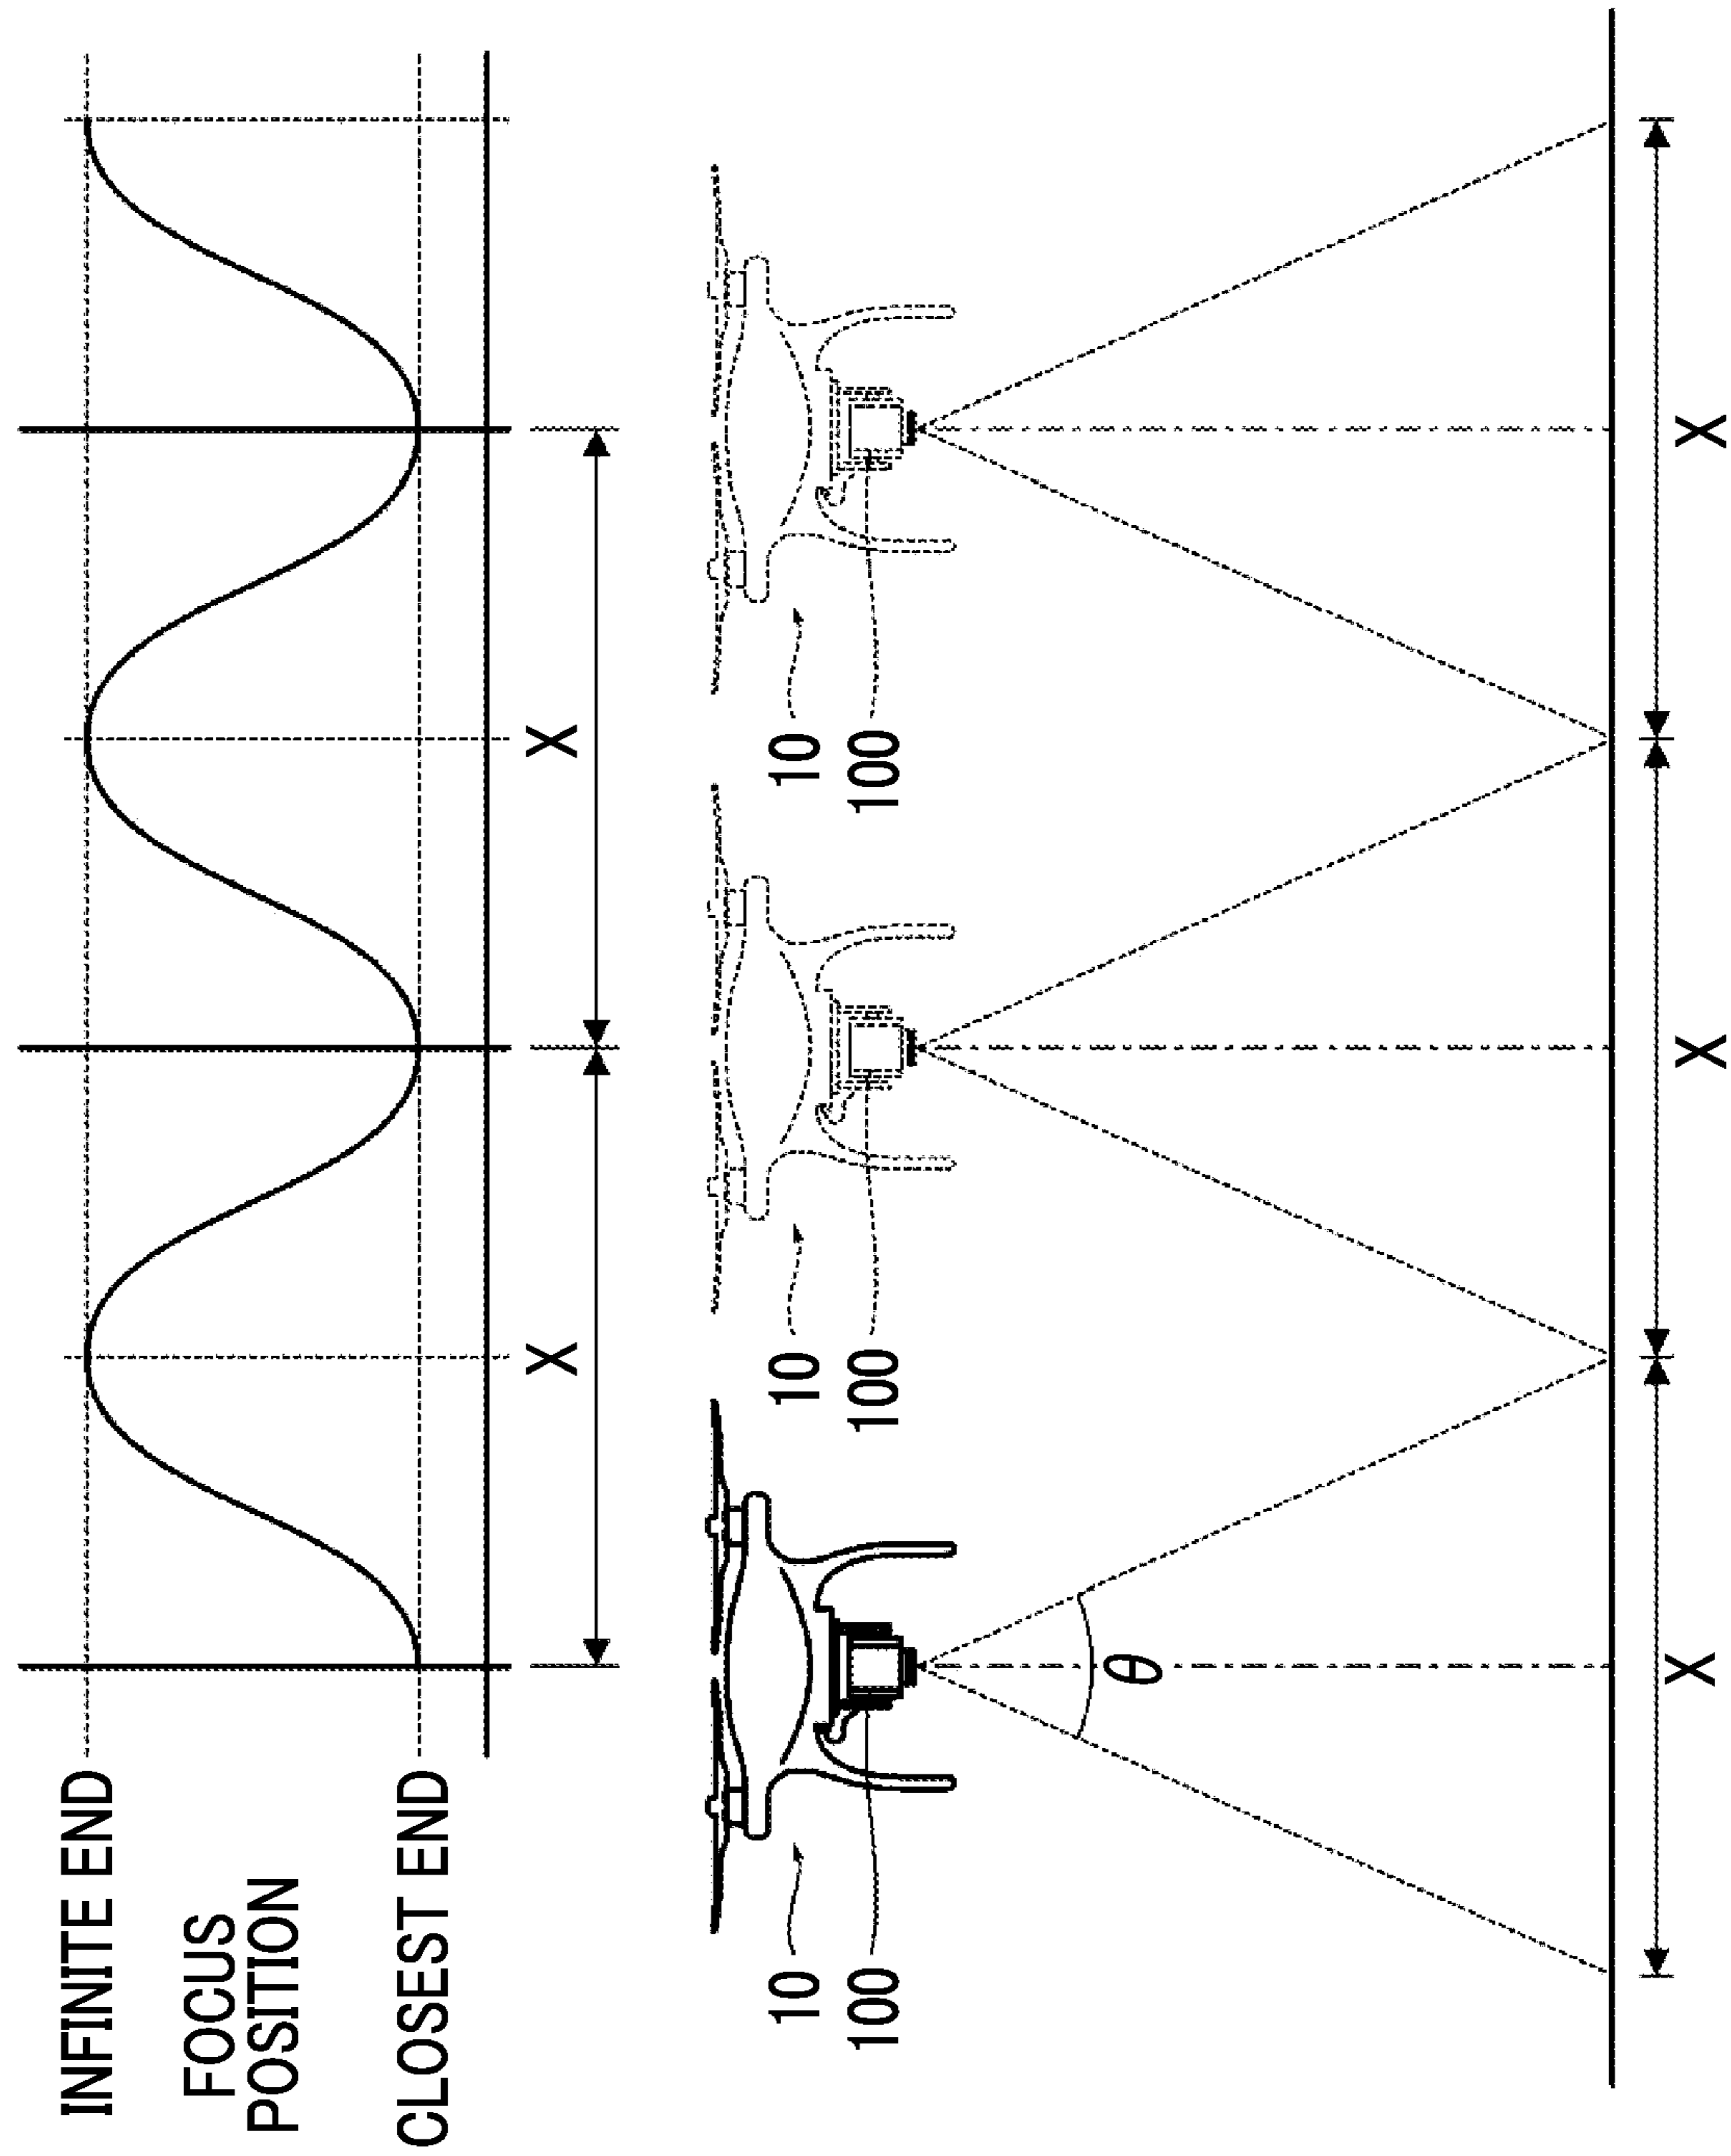 INFINITE END
FOCUS
POSITION
CLOSEST END
X
X
10
100
10
100
10
100
θ
X
X
X